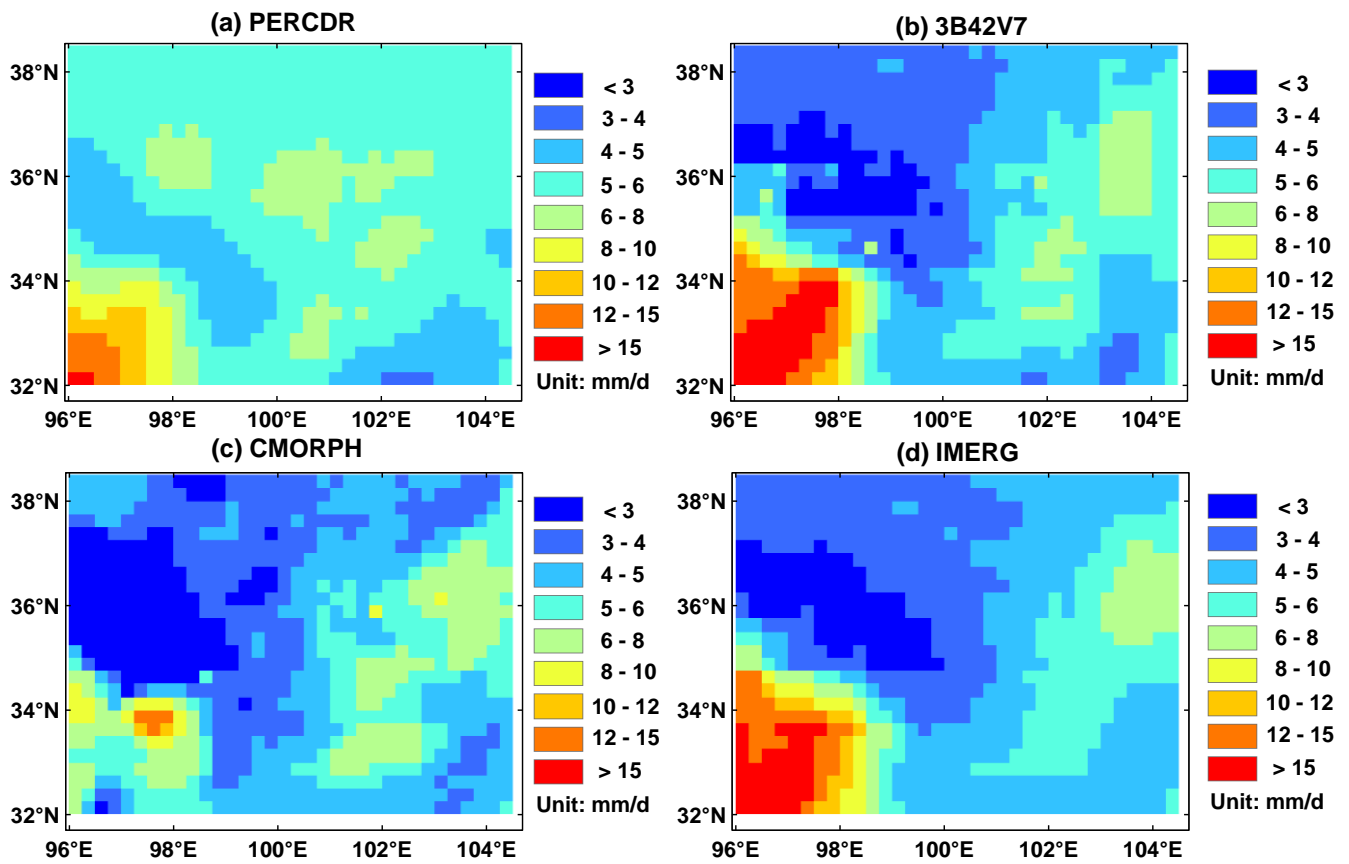 (a) PERCDR
38°N
36°N
34°N
32°N
96°E 98°E 100°E 102°E 104°E
< 3
3 - 4
4 - 5
5 - 6
6 - 8
8 - 10
10 - 12
12 - 15
> 15
Unit: mm/d
(b) 3B42V7
38°N
36°N
34°N
32°N
96°E 98°E 100°E 102°E 104°E
< 3
3 - 4
4 - 5
5 - 6
6 - 8
8 - 10
10 - 12
12 - 15
> 15
Unit: mm/d
(c) CMORPH
38°N
36°N
34°N
32°N
96°E 98°E 100°E 102°E 104°E
< 3
3 - 4
4 - 5
5 - 6
6 - 8
8 - 10
10 - 12
12 - 15
> 15
Unit: mm/d
(d) IMERG
38°N
36°N
34°N
32°N
96°E 98°E 100°E 102°E 104°E
< 3
3 - 4
4 - 5
5 - 6
6 - 8
8 - 10
10 - 12
12 - 15
> 15
Unit: mm/d